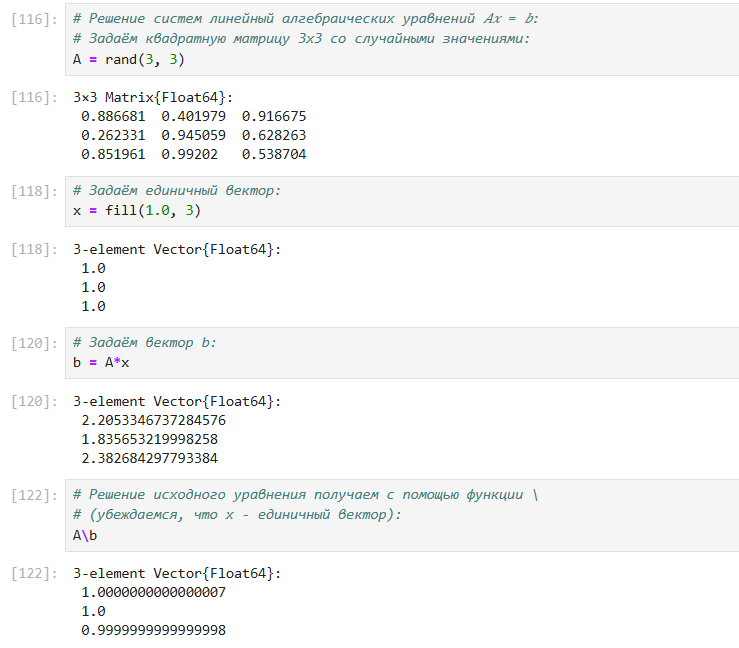 [116]: # Решение систем линейный алгебраических уравнений 𝐴𝑥 = 𝑏:
# Задаём квадратную матрицу 3x3 со случайными значениями:
A = rand(3, 3)
[116]: 3x3 Matrix{Float64}:
0.886681 0.401979 0.916675
0.262331 0.945059 0.628263
0.851961 0.99202 0.538704
[118]: # Задаём единичный вектор:
x = fill(1.0, 3)
[118]: 3-element Vector{Float64}:
1.0
1.0
1.0
[120]: # Задаём вектор b:
b = A*x
[120]: 3-element Vector{Float64}:
2.2053346737284576
1.835653219998258
2.382684297793384
[122]: # Решение исходного уравнения получаем с помощью функции \
# (убеждаемся, что x - единичный вектор):
A\b
[122]: 3-element Vector{Float64}:
1.0000000000000007
1.0
0.9999999999999998